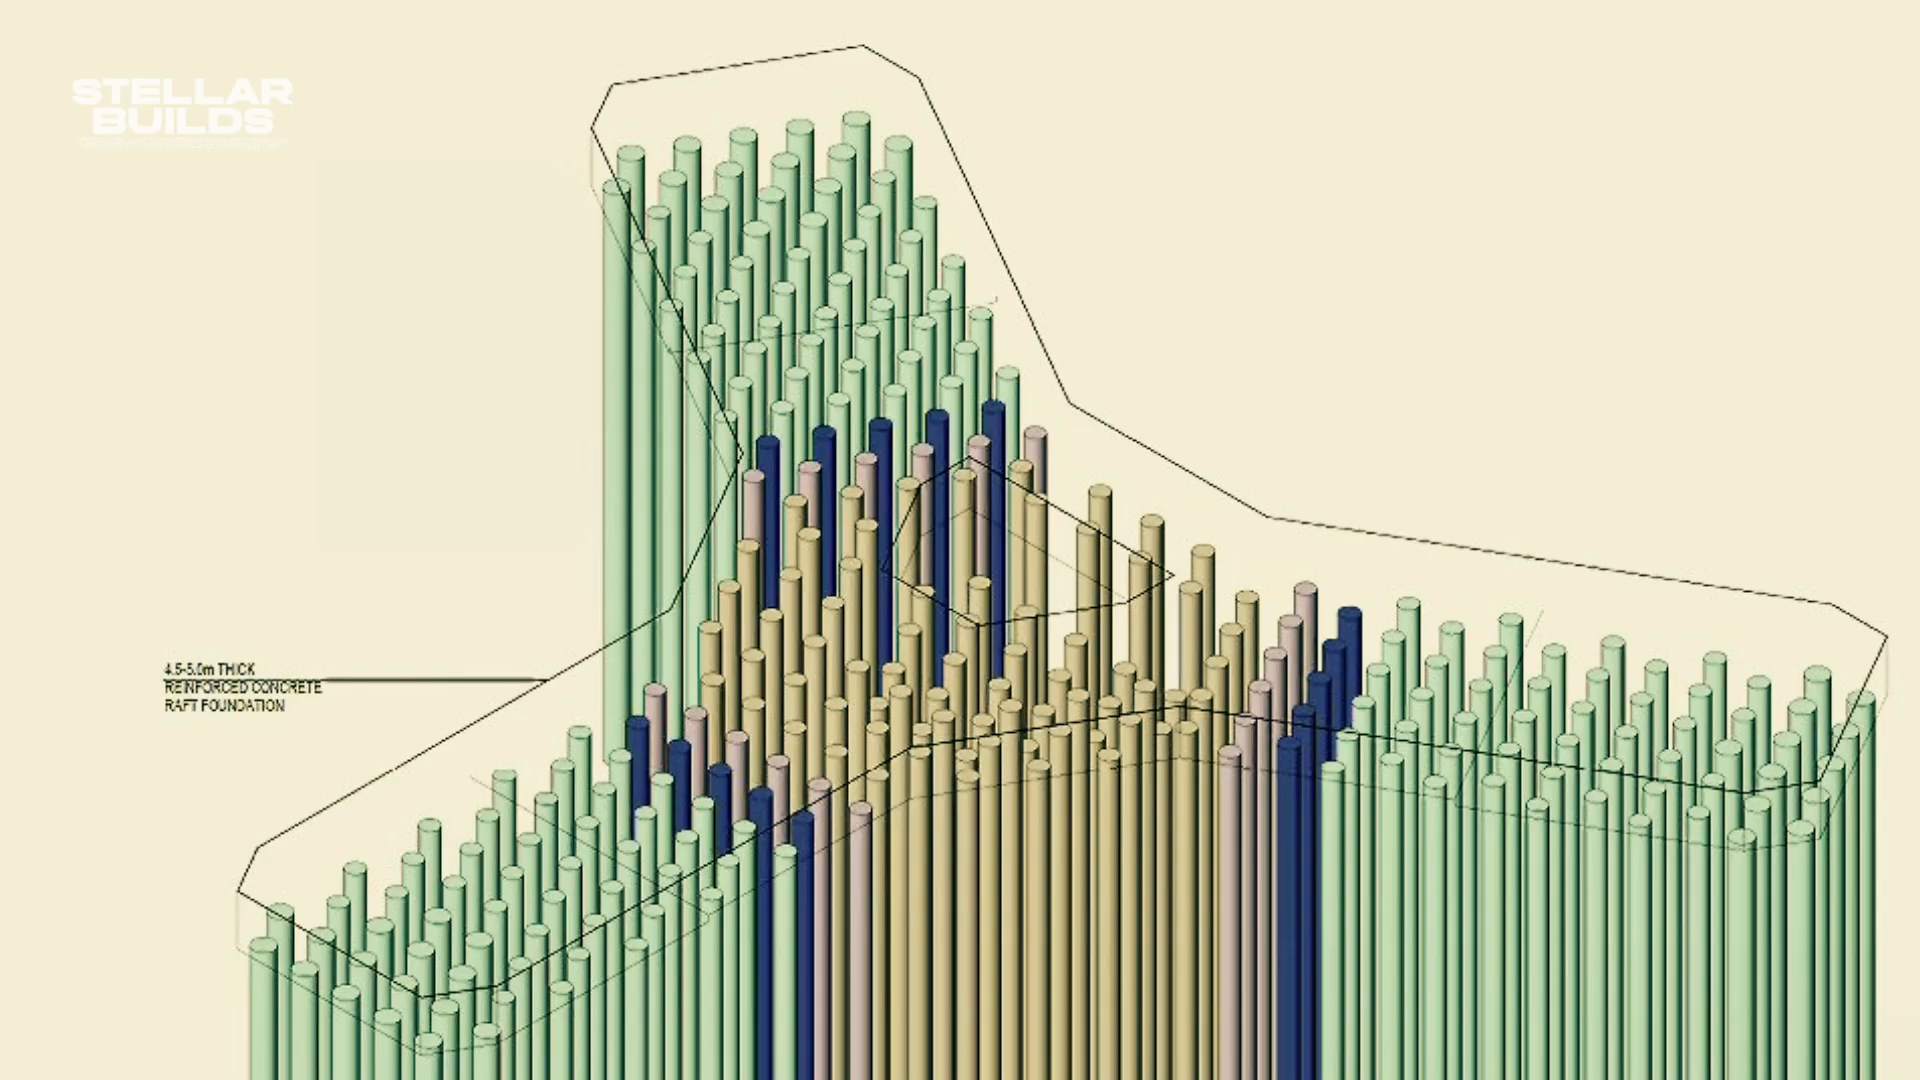 STELLAR
BUILDS
4.5-5.0m THICK
REINFORCED CONCRETE
RAFT FOUNDATION